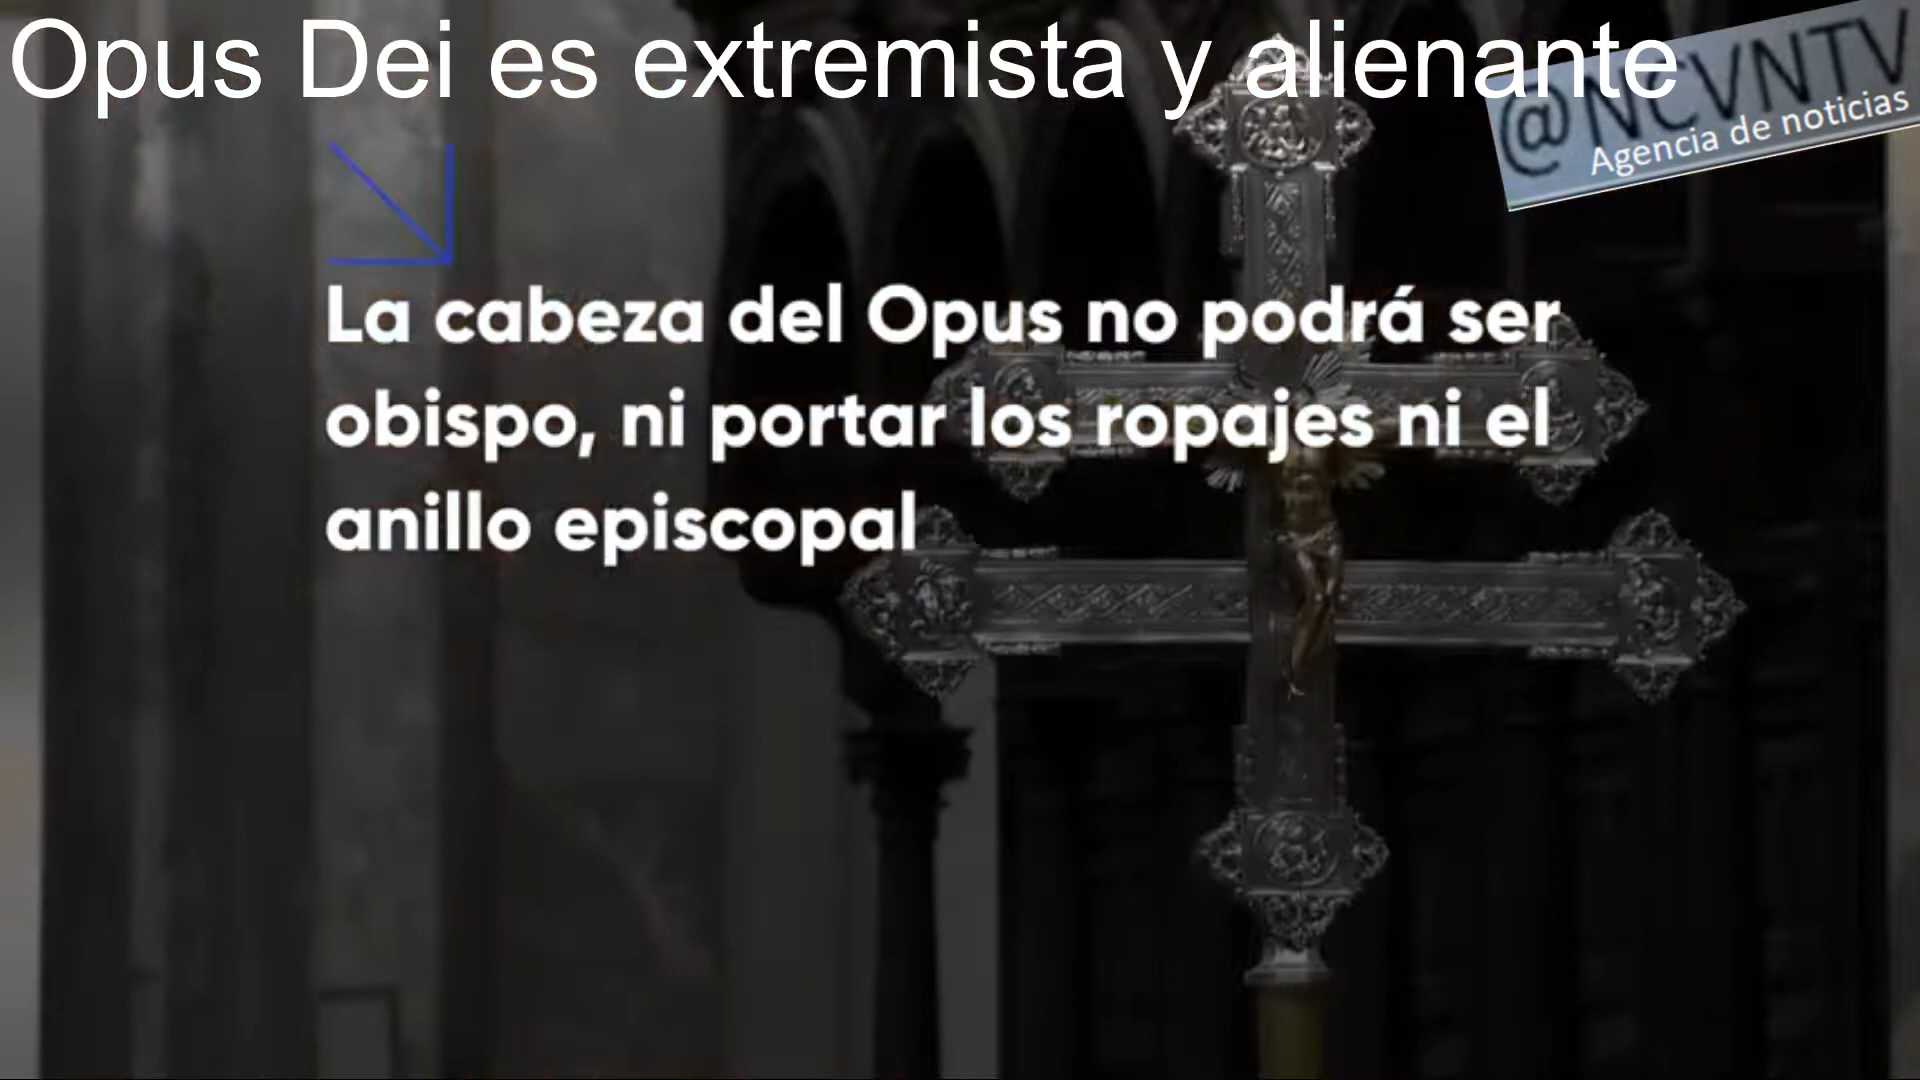 Opus Dei es extremista y alienante
@NCVNTV
Agencia de noticias
La cabeza del Opus no podrá ser
obispo, ni portar los ropajes ni el
anillo episcopal